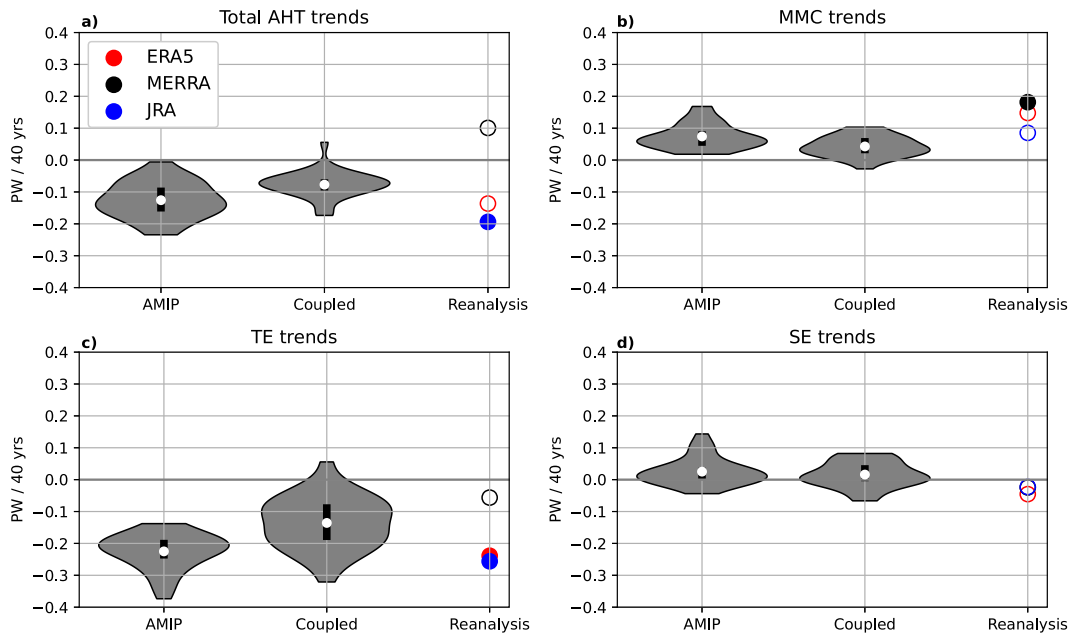 a) Total AHT trends
0.4
0.3
0.2
0.1
0.0
−0.1
−0.2
−0.3
−0.4
PW / 40 yrs
ERA5
MERRA
JRA
AMIP Coupled Reanalysis
b) MMC trends
0.4
0.3
0.2
0.1
0.0
−0.1
−0.2
−0.3
−0.4
PW / 40 yrs
AMIP Coupled Reanalysis
c) TE trends
0.4
0.3
0.2
0.1
0.0
−0.1
−0.2
−0.3
−0.4
PW / 40 yrs
AMIP Coupled Reanalysis
d) SE trends
0.4
0.3
0.2
0.1
0.0
−0.1
−0.2
−0.3
−0.4
PW / 40 yrs
AMIP Coupled Reanalysis